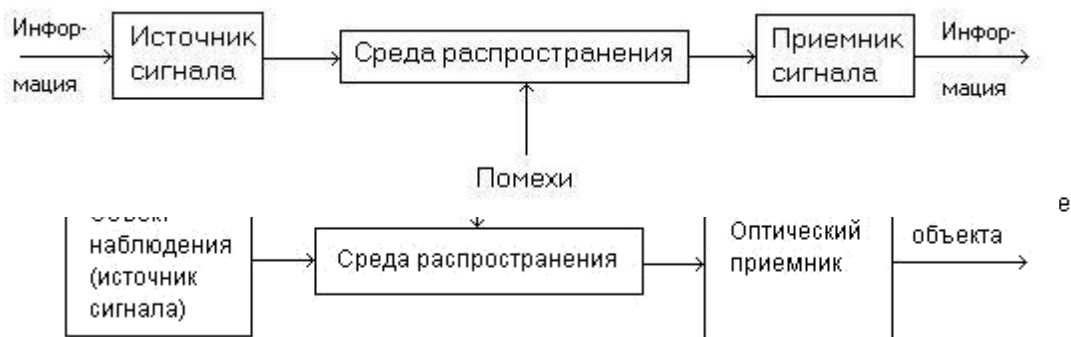 Инфор-
мация
Источник
сигнала
Среда распространения
Приемник
сигнала
Инфор-
мация
Помехи
е
наблюдения
(источник
сигнала)
Среда распространения
Оптический
приемник
объекта